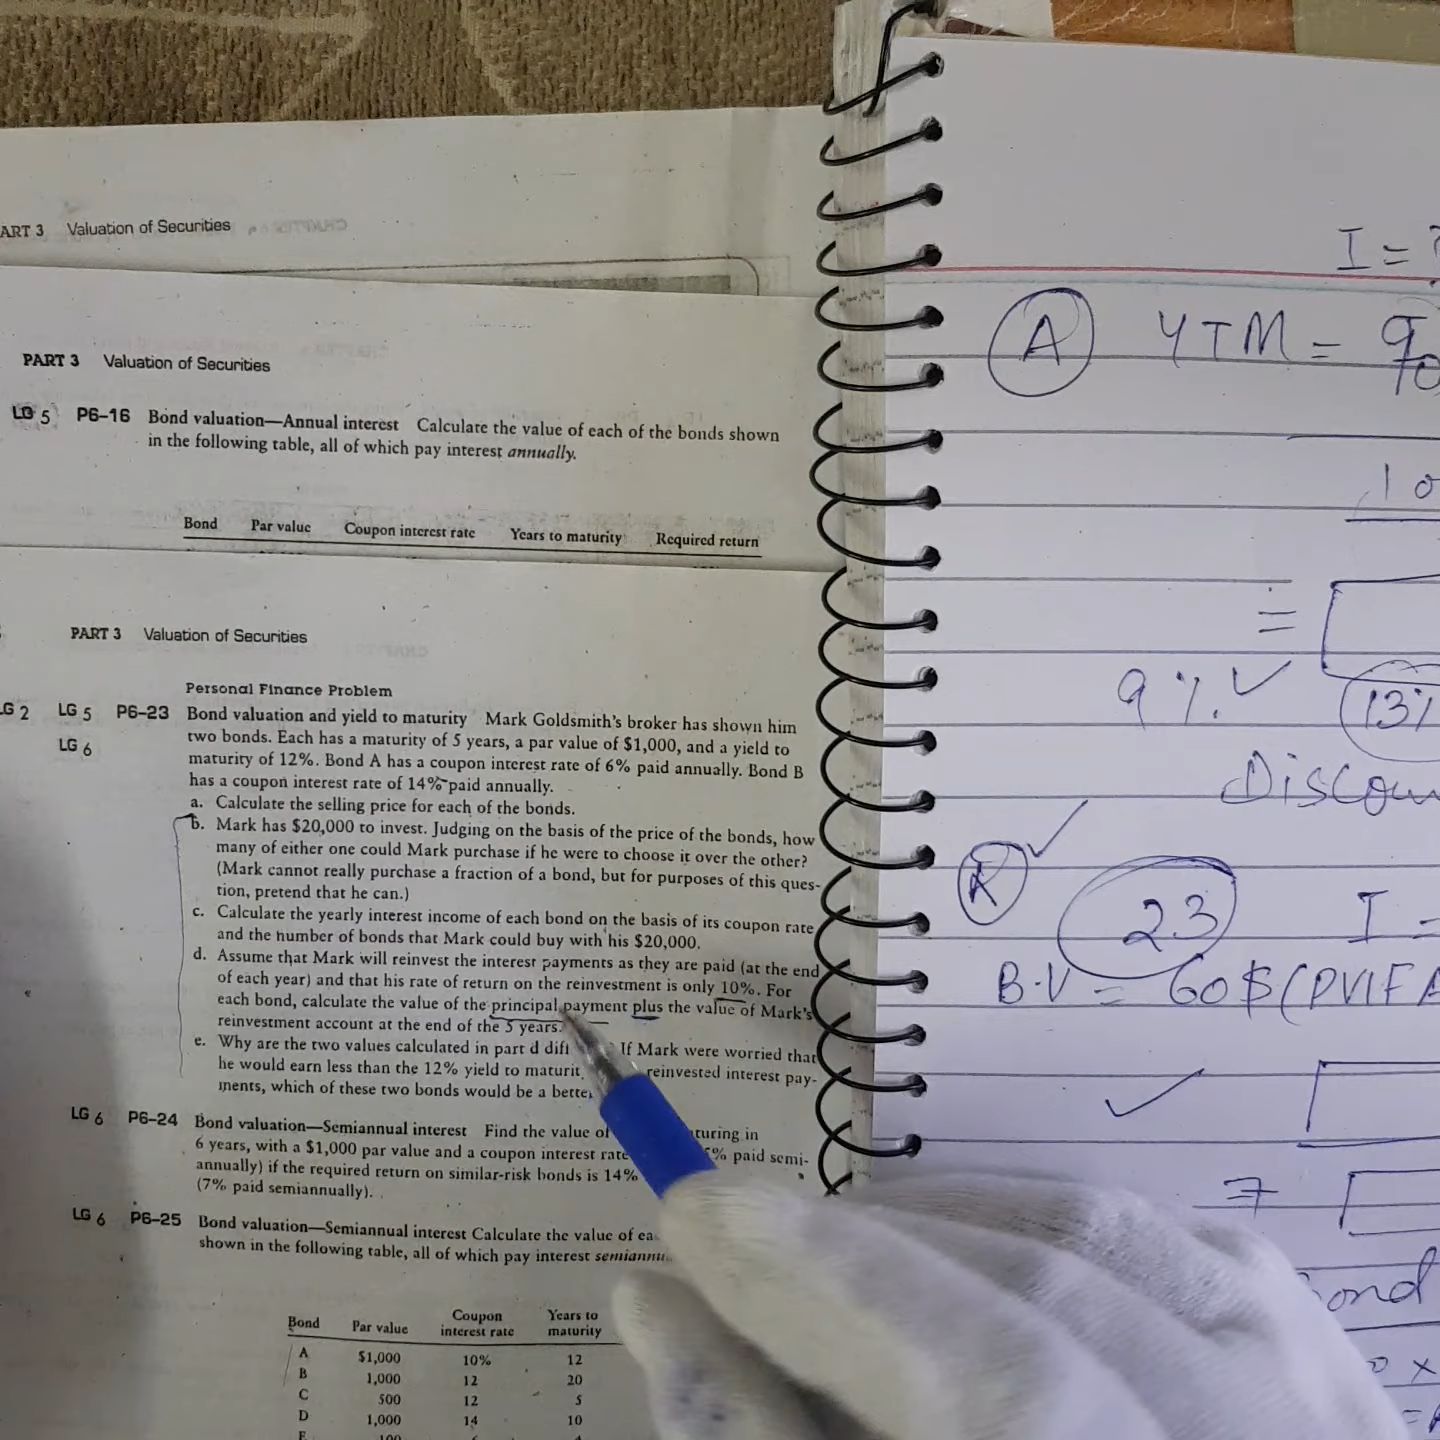 ART 3 Valuation of Securities
PART 3 Valuation of Securities
LG 5 P6–16 Bond valuation—Annual interest Calculate the value of each of the bonds shown
in the following table, all of which pay interest annually.
Bond Par value Coupon interest rate Years to maturity Required return
PART 3 Valuation of Securities
Personal Finance Problem
LG 2 LG 5 P6–23 Bond valuation and yield to maturity Mark Goldsmith's broker has shown him
LG 6 two bonds. Each has a maturity of 5 years, a par value of $1,000, and a yield to
maturity of 12%. Bond A has a coupon interest rate of 6% paid annually. Bond B
has a coupon interest rate of 14% paid annually.
a. Calculate the selling price for each of the bonds.
b. Mark has $20,000 to invest. Judging on the basis of the price of the bonds, how
many of either one could Mark purchase if he were to choose it over the other?
(Mark cannot really purchase a fraction of a bond, but for purposes of this ques-
tion, pretend that he can.)
c. Calculate the yearly interest income of each bond on the basis of its coupon rate
and the number of bonds that Mark could buy with his $20,000.
d. Assume that Mark will reinvest the interest payments as they are paid (at the end
of each year) and that his rate of return on the reinvestment is only 10%. For
each bond, calculate the value of the principal payment plus the value of Mark's
reinvestment account at the end of the 5 years.
e. Why are the two values calculated in part d diff If Mark were worried that
he would earn less than the 12% yield to maturit reinvested interest pay-
ments, which of these two bonds would be a bette
LG 6 P6–24 Bond valuation—Semiannual interest Find the value of turing in
6 years, with a $1,000 par value and a coupon interest rate 5% paid semi-
annually) if the required return on similar-risk bonds is 14%
(7% paid semiannually).
LG 6 P6–25 Bond valuation—Semiannual interest Calculate the value of ea
shown in the following table, all of which pay interest semiannu
Bond Par value Coupon interest rate Years to maturity
A $1,000 10% 12
B 1,000 12 20
C 500 12 5
D 1,000 14 10
E 100
I = ?
A YTM =
10
=
9% ✓ 13%
Discou
A ✓ 23 I =
B.V = 60$ (PVIFA
✓
=
ond